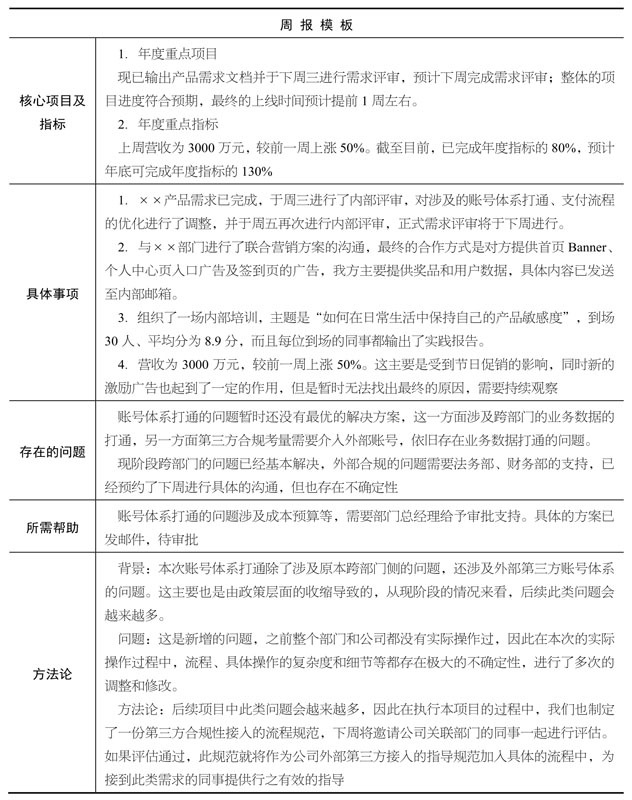 周报模板
核心项目及
指标
1. 年度重点项目
现已输出产品需求文档并于下周三进行需求评审，预计下周完成需求评审；整体的项
目进度符合预期，最终的上线时间预计提前 1 周左右。
2. 年度重点指标
上周营收为 3000 万元，较前一周上涨 50%。截至目前，已完成年度指标的 80%，预计
年底可完成年度指标的 130%
具体事项
1. ××产品需求已完成，于周三进行了内部评审，对涉及的账号体系打通、支付流程
的优化进行了调整，并于周五再次进行内部评审，正式需求评审将于下周进行。
2. 与××部门进行了联合营销方案的沟通，最终的合作方式是对方提供首页 Banner、
个人中心页入口广告及签到页的广告，我方主要提供奖品和用户数据，具体内容已发送
至内部邮箱。
3. 组织了一场内部培训，主题是“如何在日常生活中保持自己的产品敏感度”，到场
30 人、平均分为 8.9 分，而且每位到场的同事都输出了实践报告。
4. 营收为 3000 万元，较前一周上涨 50%。这主要是受到节日促销的影响，同时新的
激励广告也起到了一定的作用，但是暂时无法找出最终的原因，需要持续观察
存在的问题
账号体系打通的问题暂时还没有最优的解决方案，这一方面涉及跨部门的业务数据的
打通，另一方面第三方合规考量需要介入外部账号，依旧存在业务数据打通的问题。
现阶段跨部门的问题已经基本解决，外部合规的问题需要法务部、财务部的支持，已
经预约了下周进行具体的沟通，但也存在不确定性
所需帮助
账号体系打通的问题涉及成本预算等，需要部门总经理给予审批支持。具体的方案已
发邮件，待审批
方法论
背景：本次账号体系打通除了涉及原本跨部门侧的问题，还涉及外部第三方账号体系
的问题。这主要也是由政策层面的收缩导致的，从现阶段的情况来看，后续此类问题会
越来越多。
问题：这是新增的问题，之前整个部门和公司都没有实际操作过，因此在本次的实际
操作过程中，流程、具体操作的复杂度和细节等都存在极大的不确定性，进行了多次的
调整和修改。
方法论：后续项目中此类问题会越来越多，因此在执行本项目的过程中，我们也制定
了一份第三方合规性接入的流程规范，下周将邀请公司关联部门的同事一起进行评估。
如果评估通过，此规范就将作为公司外部第三方接入的指导规范加入具体的流程中，为
接到此类需求的同事提供行之有效的指导